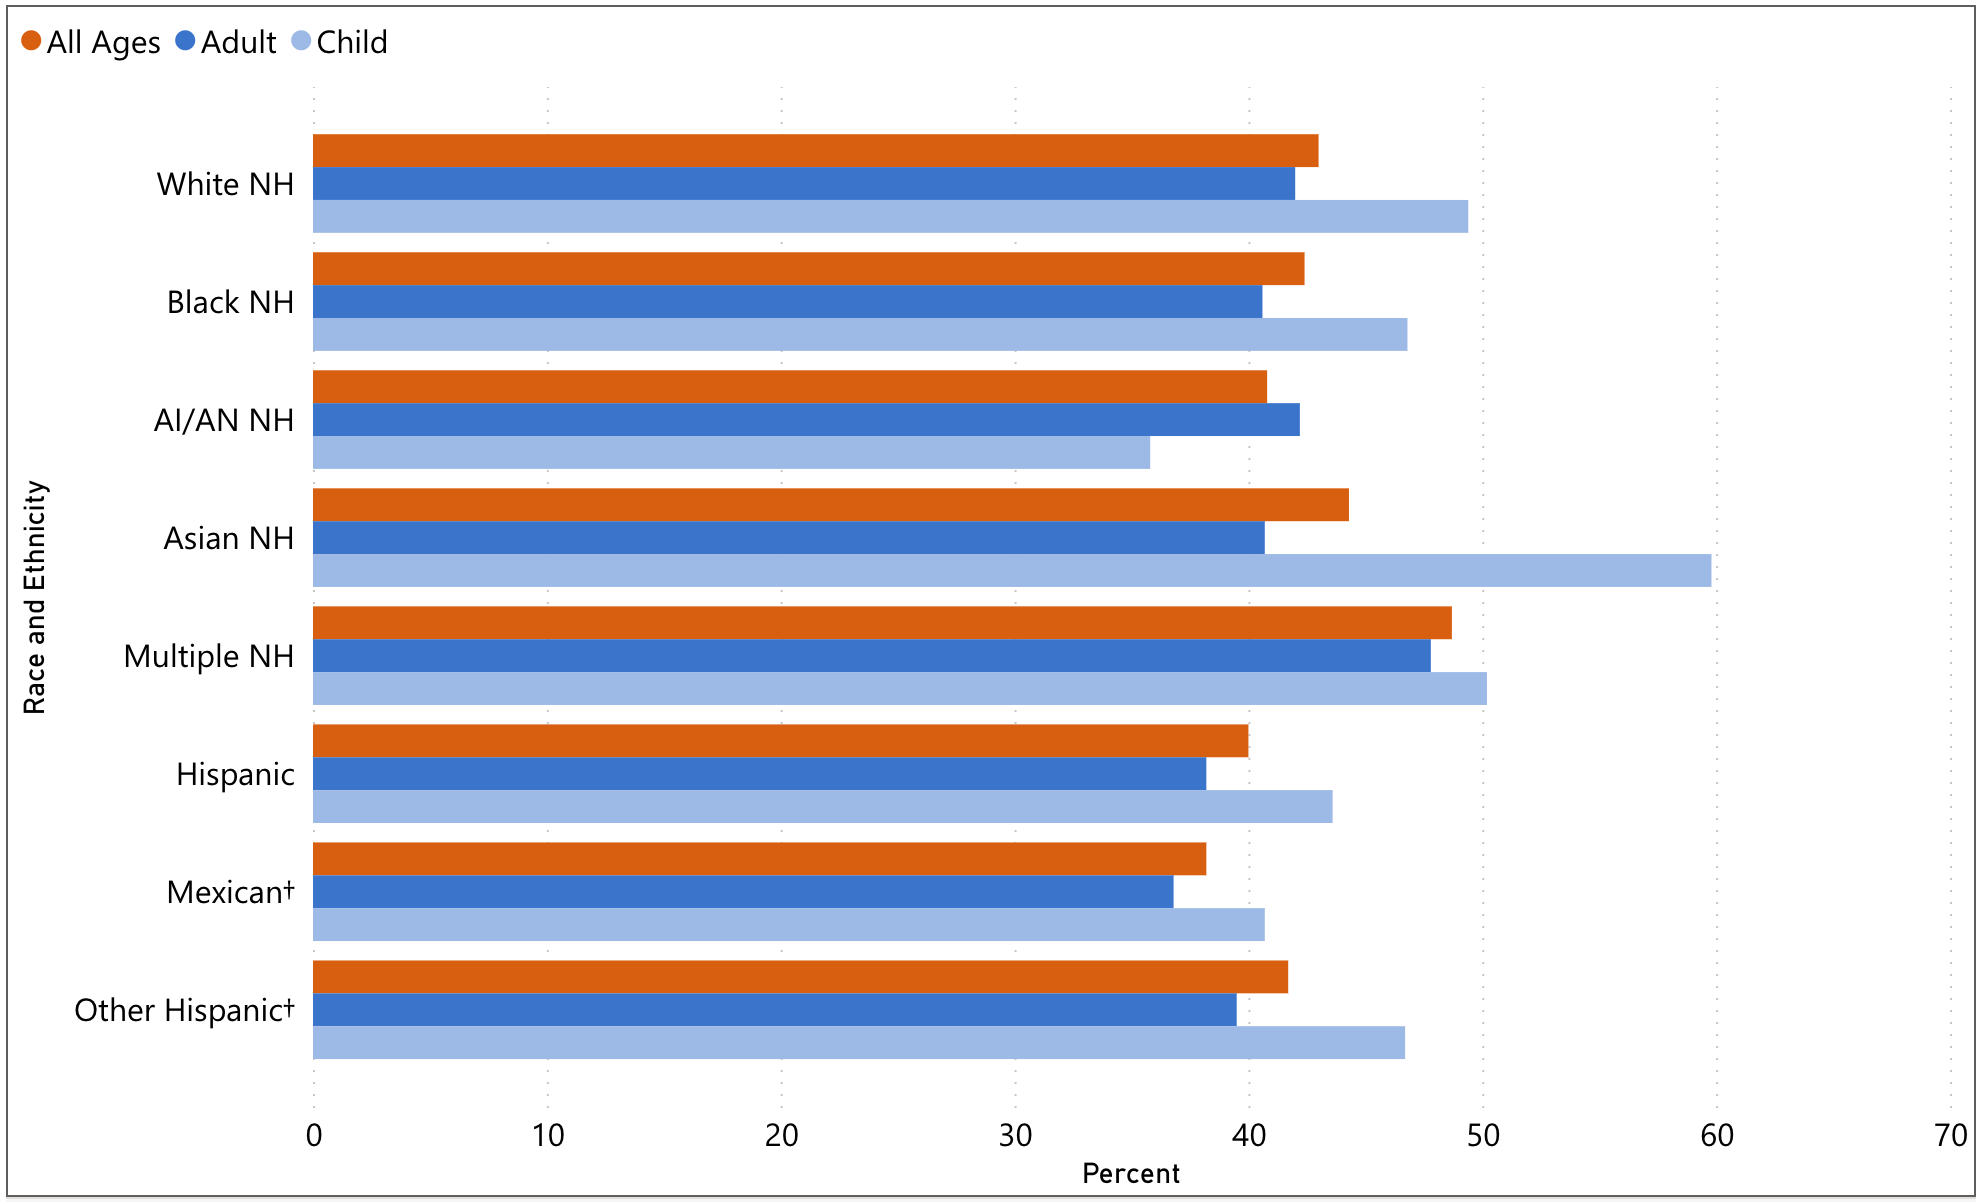 All Ages Adult Child
White NH
Black NH
AI/AN NH
Asian NH
Multiple NH
Hispanic
Mexican†
Other Hispanic†
Race and Ethnicity
0 10 20 30 40 50 60 70
Percent